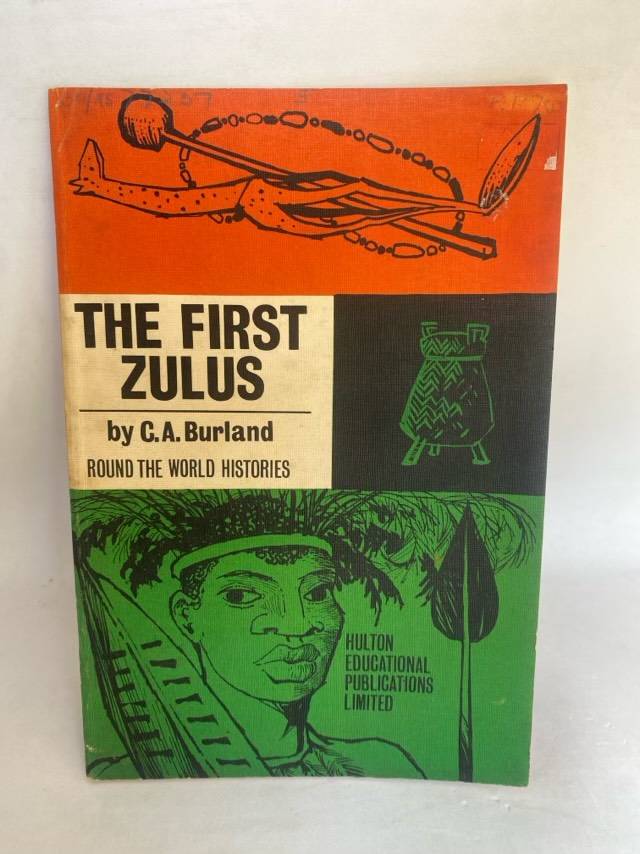 THE FIRST
ZULUS
by C.A. Burland
ROUND THE WORLD HISTORIES
HULTON
EDUCATIONAL
PUBLICATIONS
LIMITED